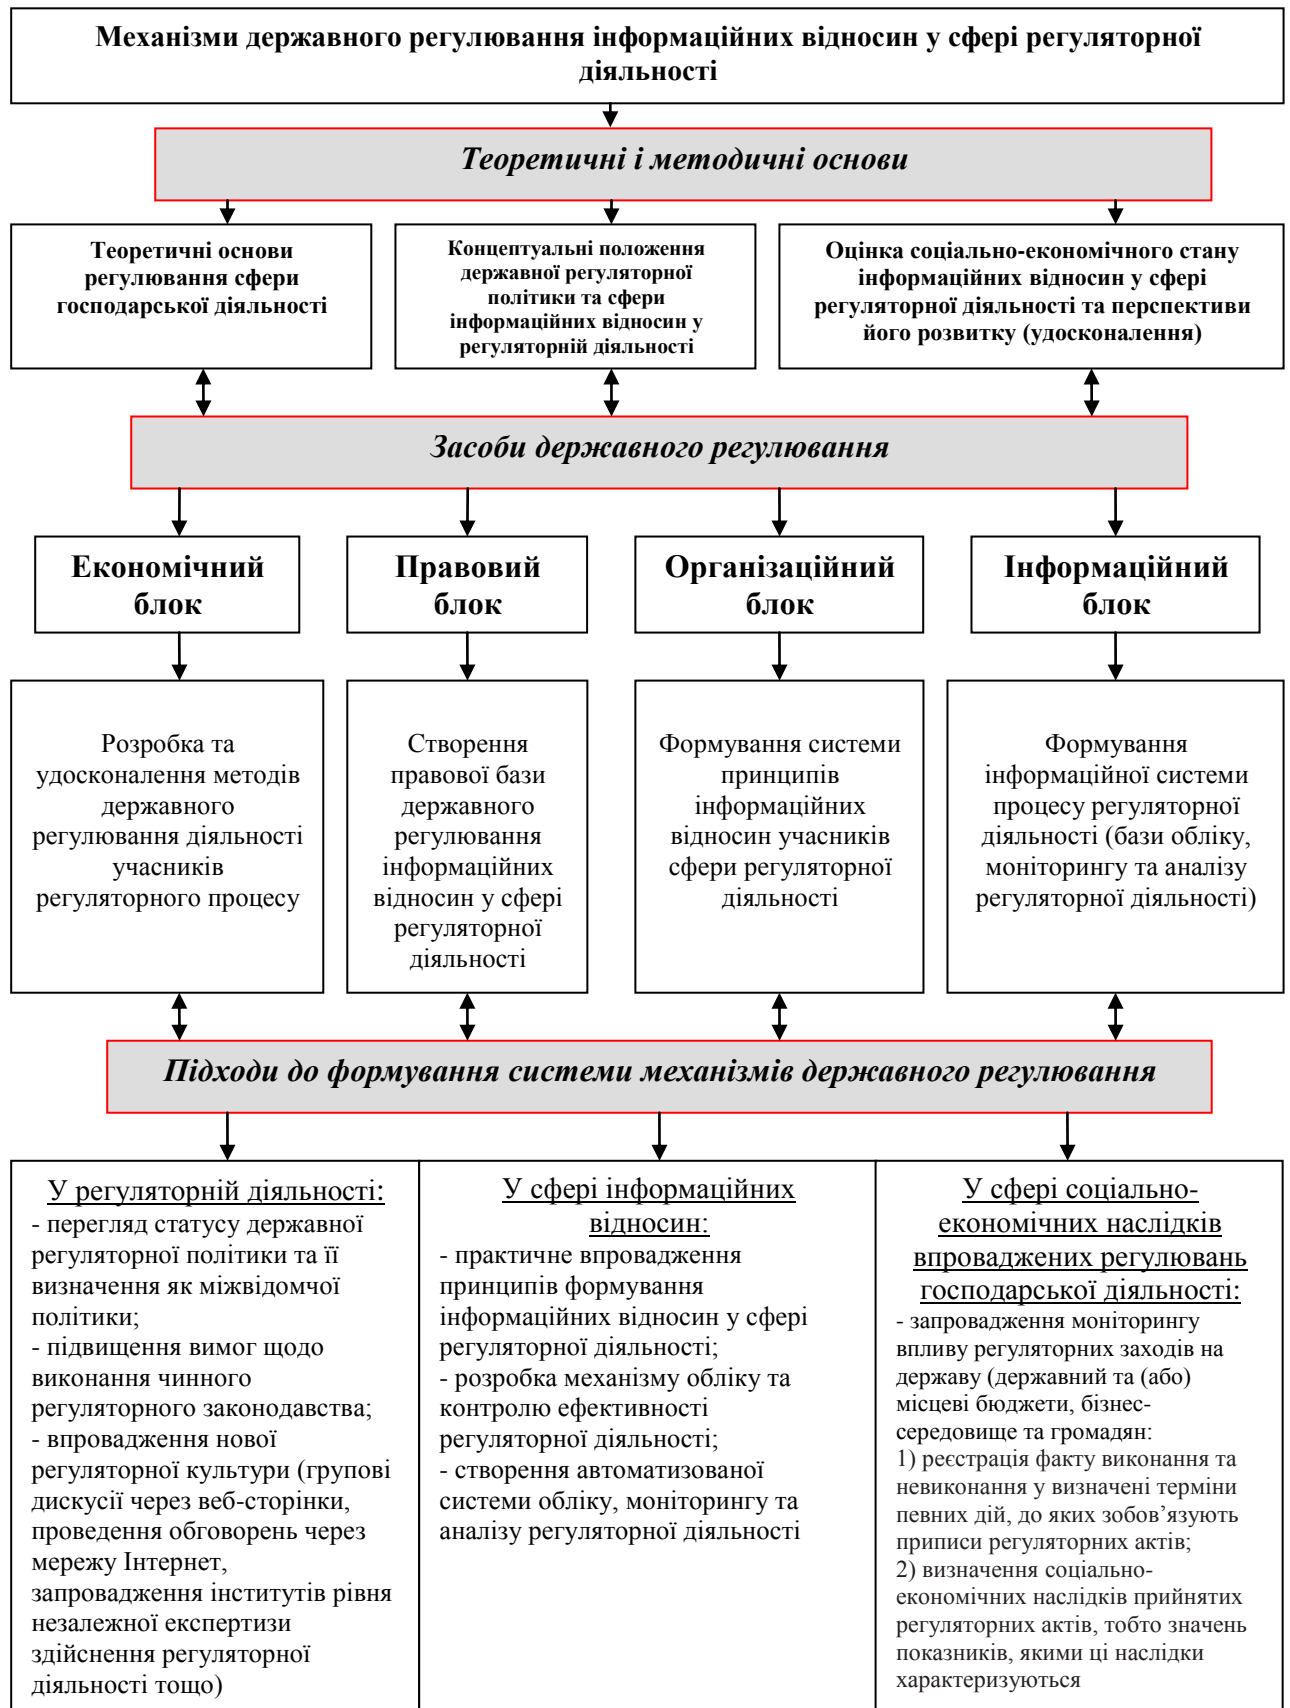 Механізми державного регулювання інформаційних відносин у сфері регуляторної
діяльності
Теоретичні і методичні основи
Теоретичні основи
регулювання сфери
господарської діяльності
Концептуальні положення
державної регуляторної
політики та сфери
інформаційних відносин у
регуляторній діяльності
Оцінка соціально-економічного стану
інформаційних відносин у сфері
регуляторної діяльності та перспективи
його розвитку (удосконалення)
Засоби державного регулювання
Економічний
блок
Правовий
блок
Організаційний
блок
Інформаційний
блок
Розробка та
удосконалення методів
державного
регулювання діяльності
учасників
регуляторного процесу
Створення
правової бази
державного
регулювання
інформаційних
відносин у сфері
регуляторної
діяльності
Формування системи
принципів
інформаційних
відносин учасників
сфери регуляторної
діяльності
Формування
інформаційної системи
процесу регуляторної
діяльності (бази обліку,
моніторингу та аналізу
регуляторної діяльності)
Підходи до формування системи механізмів державного регулювання
У регуляторній діяльності:
- перегляд статусу державної
регуляторної політики та її
визначення як міжвідомчої
політики;
- підвищення вимог щодо
виконання чинного
регуляторного законодавства;
- впровадження нової
регуляторної культури (групові
дискусії через веб-сторінки,
проведення обговорень через
мережу Інтернет,
запровадження інститутів рівня
незалежної експертизи
здійснення регуляторної
діяльності тощо)
У сфері інформаційних
відносин:
- практичне впровадження
принципів формування
інформаційних відносин у сфері
регуляторної діяльності;
- розробка механізму обліку та
контролю ефективності
регуляторної діяльності;
- створення автоматизованої
системи обліку, моніторингу та
аналізу регуляторної діяльності
У сфері соціально-
економічних наслідків
впроваджених регулювань
господарської діяльності:
- запровадження моніторингу
впливу регуляторних заходів на
державу (державний та (або)
місцеві бюджети, бізнес-
середовище та громадян:
1) реєстрація факту виконання та
невиконання у визначені терміни
певних дій, до яких зобов’язують
приписи регуляторних актів;
2) визначення соціально-
економічних наслідків прийнятих
регуляторних актів, тобто значень
показників, якими ці наслідки
характеризуються